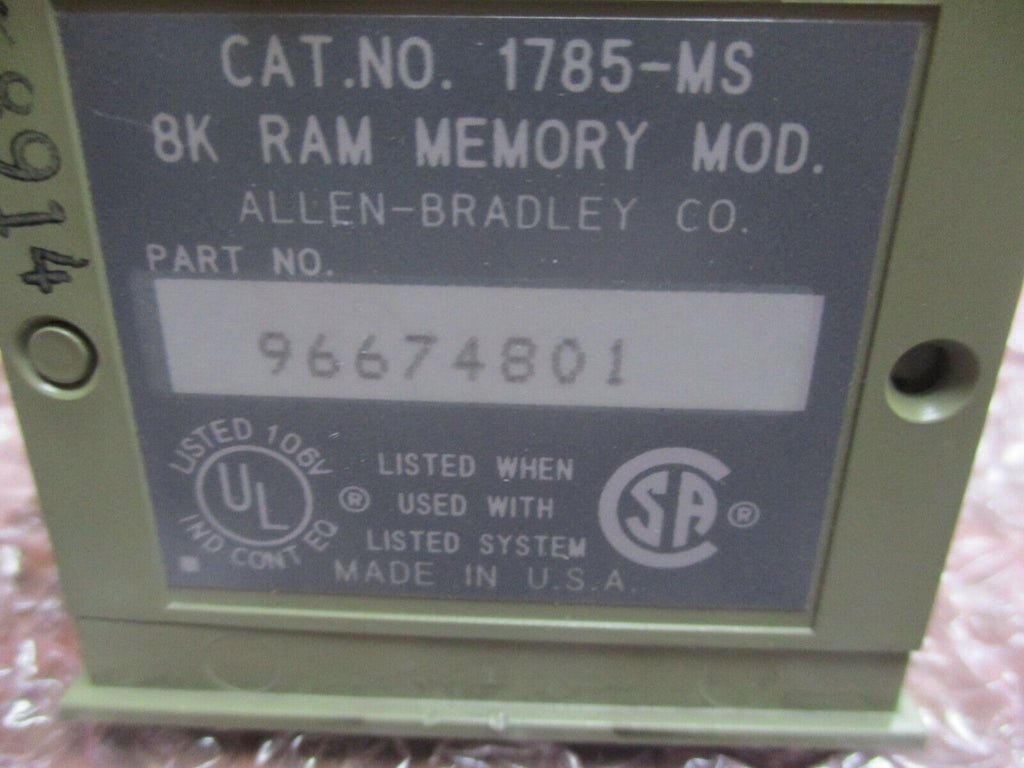 CAT.NO. 1785-MS
8K RAM MEMORY MOD.
ALLEN-BRADLEY CO.
PART NO.
96674801
LISTED 106V
UL
IND CONT EQ
®
LISTED WHEN
USED WITH
LISTED SYSTEM
SA
®
MADE IN U.S.A.
8914